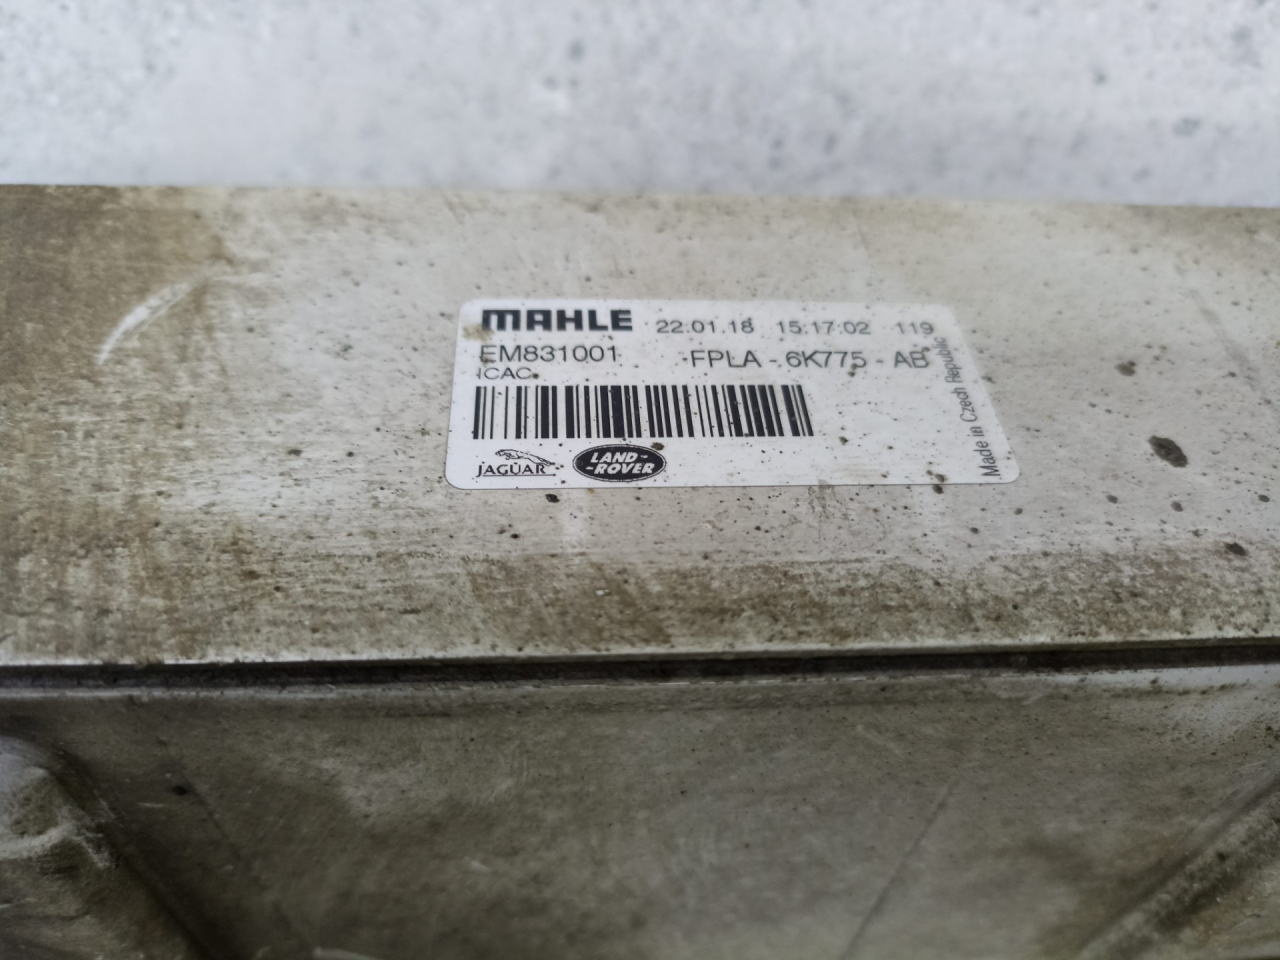 MAHLE 22.01.18 15:17:02 119
EM831001 FPLA - 6K775 - AB
ICAC
JAGUAR
LAND-
-ROVER
Made in Czech Republic